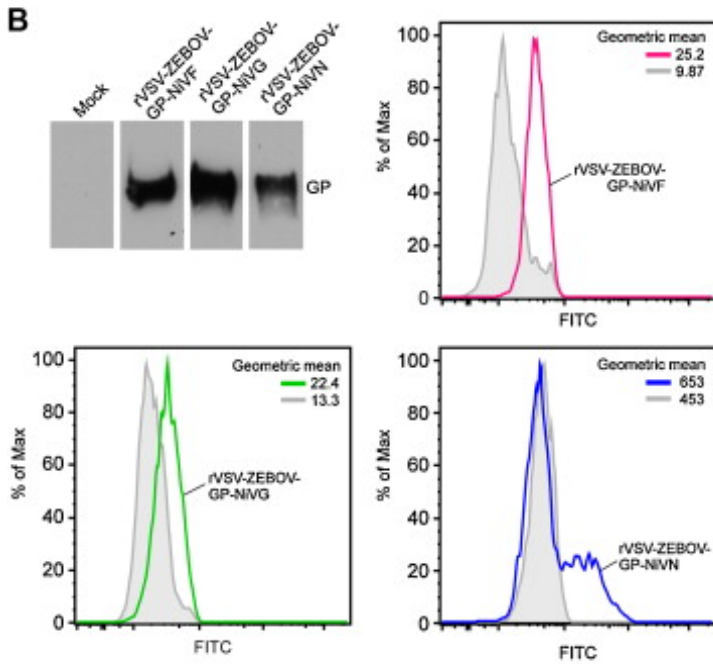 B
Mock
rVSV-ZEBOV-
GP-NiVF
rVSV-ZEBOV-
GP-NiVG
rVSV-ZEBOV-
GP-NiVN
GP
Geometric mean
25.2
9.87
% of Max
100
80
60
40
20
0
rVSV-ZEBOV-
GP-NiVF
FITC
Geometric mean
22.4
13.3
% of Max
100
80
60
40
20
0
rVSV-ZEBOV-
GP-NiVG
FITC
Geometric mean
653
453
% of Max
100
80
60
40
20
0
rVSV-ZEBOV-
GP-NiVN
FITC